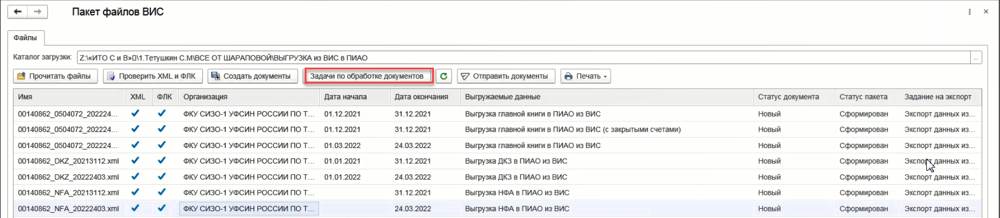 Пакет файлов ВИС
Файлы
Каталог загрузки: Z:\«ИТО С и В»▯\1.Тетушкин С.М\ВСЕ ОТ ШАРАПОВОЙ\ВЫГРУЗКА из ВИС в ПИАО ...
Прочитать файлы Проверить XML и ФЛК Создать документы Задачи по обработке документов Отправить документы Печать
Имя XML ФЛК Организация Дата начала Дата окончания Выгружаемые данные Статус документа Статус пакета Задание на экспорт
00140862_0504072_202224... ФКУ СИЗО-1 УФСИН РОССИИ ПО Т... 01.12.2021 31.12.2021 Выгрузка главной книги в ПИАО из ВИС Новый Сформирован Экспорт данных из...
00140862_0504072_202224... ФКУ СИЗО-1 УФСИН РОССИИ ПО Т... 01.12.2021 31.12.2021 Выгрузка главной книги в ПИАО из ВИС (с закрытыми счетами) Новый Сформирован Экспорт данных из...
00140862_0504072_202224... ФКУ СИЗО-1 УФСИН РОССИИ ПО Т... 01.03.2022 24.03.2022 Выгрузка главной книги в ПИАО из ВИС Новый Сформирован Экспорт данных из...
00140862_DKZ_20213112.xml ФКУ СИЗО-1 УФСИН РОССИИ ПО Т... 01.01.2021 31.12.2021 Выгрузка ДКЗ в ПИАО из ВИС Новый Сформирован Экспорт данных из...
00140862_DKZ_20222403.xml ФКУ СИЗО-1 УФСИН РОССИИ ПО Т... 01.01.2022 24.03.2022 Выгрузка ДКЗ в ПИАО из ВИС Новый Сформирован Экспорт данных из...
00140862_NFA_20213112.xml ФКУ СИЗО-1 УФСИН РОССИИ ПО Т... 31.12.2021 Выгрузка НФА в ПИАО из ВИС Новый Сформирован Экспорт данных из...
00140862_NFA_20222403.xml ФКУ СИЗО-1 УФСИН РОССИИ ПО Т... 24.03.2022 Выгрузка НФА в ПИАО из ВИС Новый Сформирован Экспорт данных из...